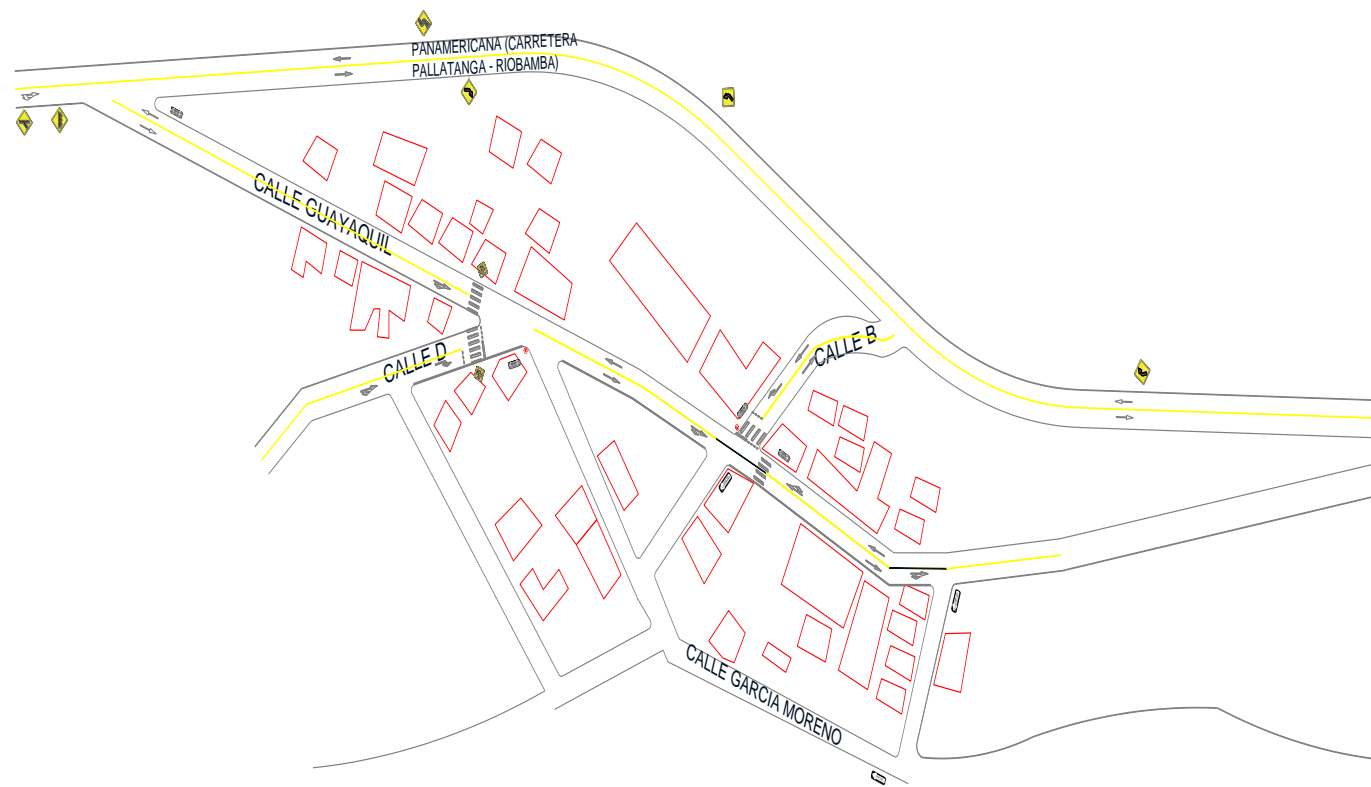 PANAMERICANA (CARRETERA
PALLATANGA - RIOBAMBA)
CALLE GUAYAQUIL
CALLE D
CALLE B
CALLE GARCIA MORENO